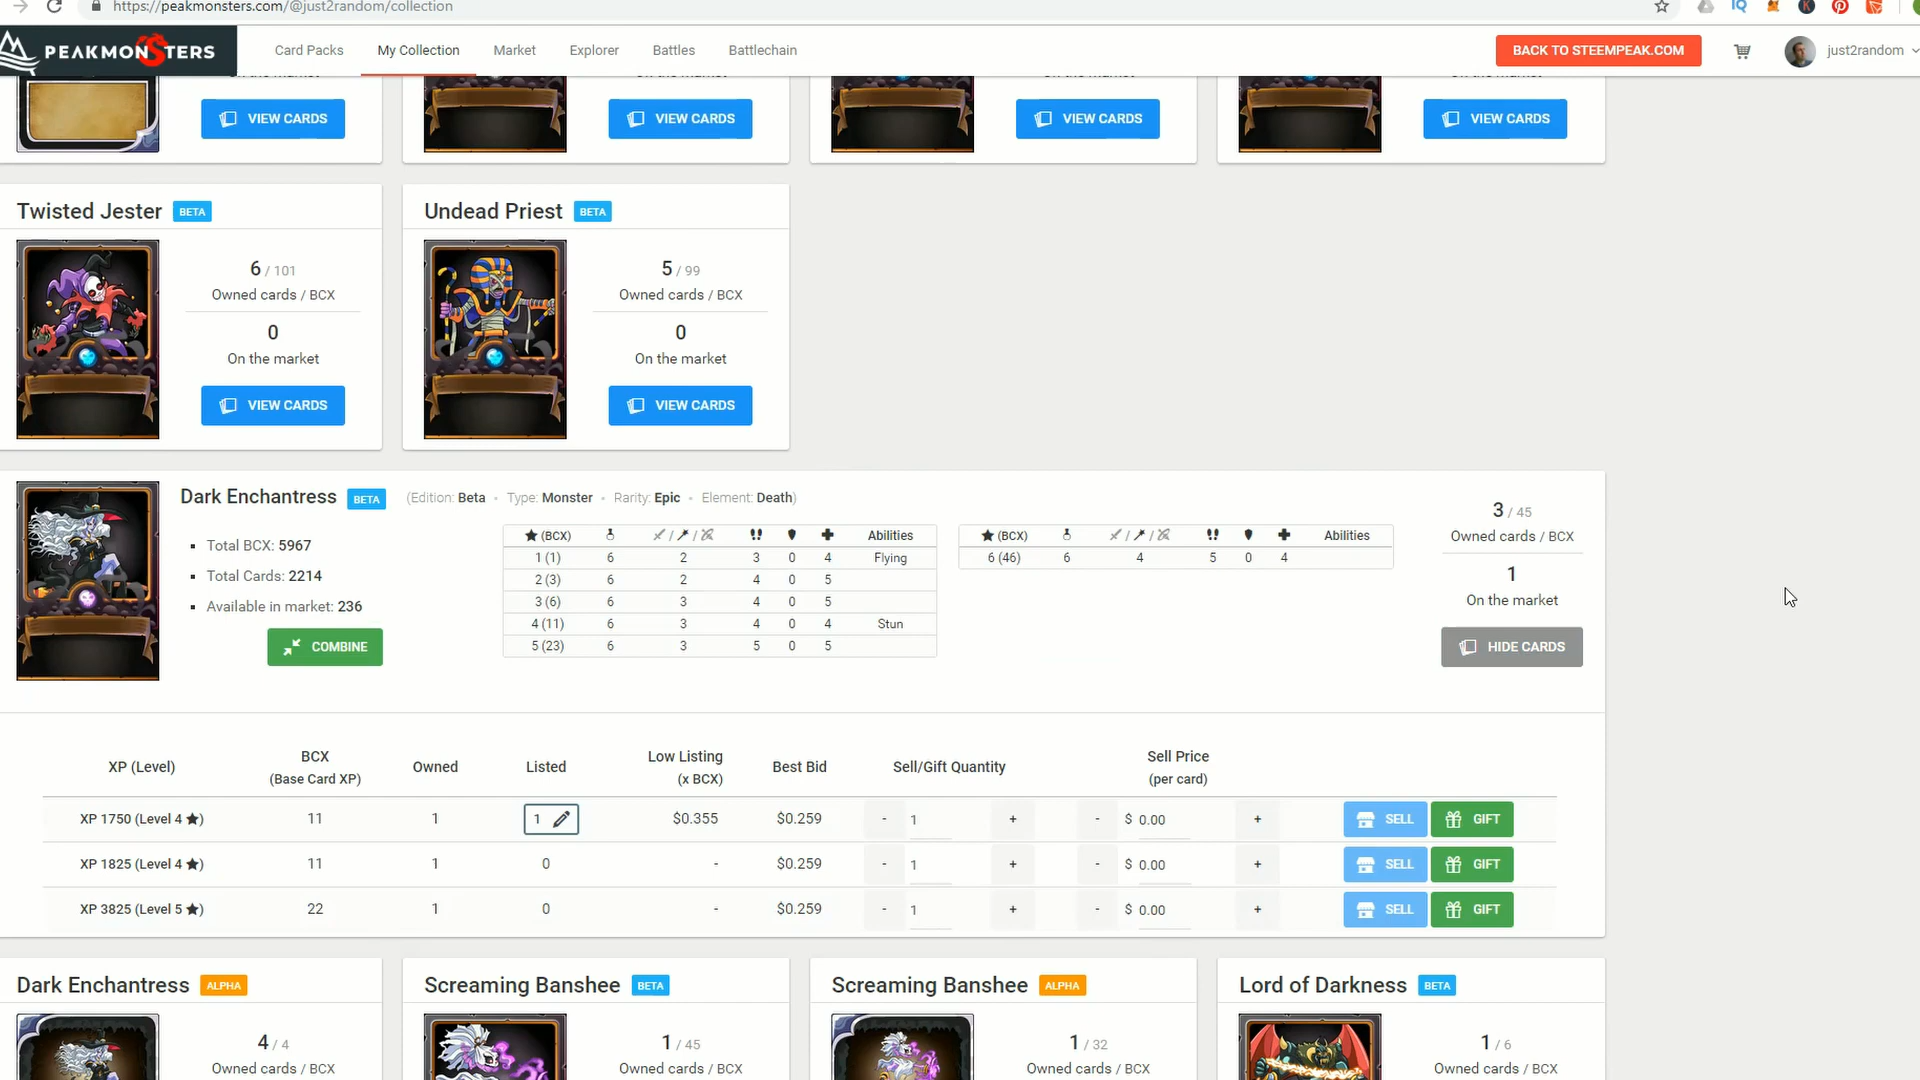 https://peakmonsters.com/@just2random/collection
PEAKMONSTERS
Card Packs
My Collection
Market
Explorer
Battles
Battlechain
BACK TO STEEMPEAK.COM
just2random
VIEW CARDS
VIEW CARDS
VIEW CARDS
VIEW CARDS
Twisted Jester BETA
6 / 101
Owned cards / BCX
0
On the market
VIEW CARDS
Undead Priest BETA
5 / 99
Owned cards / BCX
0
On the market
VIEW CARDS
Dark Enchantress BETA (Edition: Beta • Type: Monster • Rarity: Epic • Element: Death)
Total BCX: 5967
Total Cards: 2214
Available in market: 236
COMBINE
★ (BCX) / / Abilities
1 (1) 6 2 3 0 4 Flying
2 (3) 6 2 4 0 5
3 (6) 6 3 4 0 5
4 (11) 6 3 4 0 4 Stun
5 (23) 6 3 5 0 5
★ (BCX) / / Abilities
6 (46) 6 4 5 0 4
3 / 45
Owned cards / BCX
1
On the market
HIDE CARDS
XP (Level) BCX (Base Card XP) Owned Listed Low Listing (x BCX) Best Bid Sell/Gift Quantity Sell Price (per card)
XP 1750 (Level 4 ★) 11 1 1 $0.355 $0.259 - 1 + - $ 0.00 + SELL GIFT
XP 1825 (Level 4 ★) 11 1 0 - $0.259 - 1 + - $ 0.00 + SELL GIFT
XP 3825 (Level 5 ★) 22 1 0 - $0.259 - 1 + - $ 0.00 + SELL GIFT
Dark Enchantress ALPHA
4 / 4
Owned cards / BCX
Screaming Banshee BETA
1 / 45
Owned cards / BCX
Screaming Banshee ALPHA
1 / 32
Owned cards / BCX
Lord of Darkness BETA
1 / 6
Owned cards / BCX